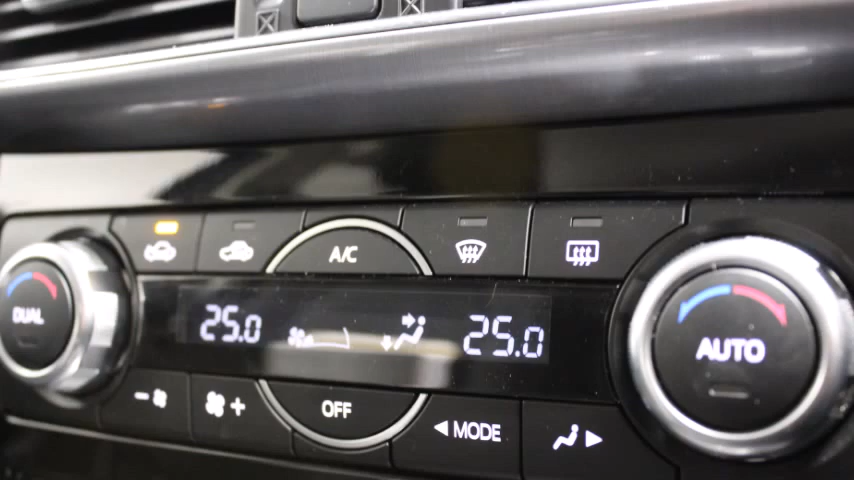 A/C
DUAL
25.0
25.0
AUTO
OFF
MODE